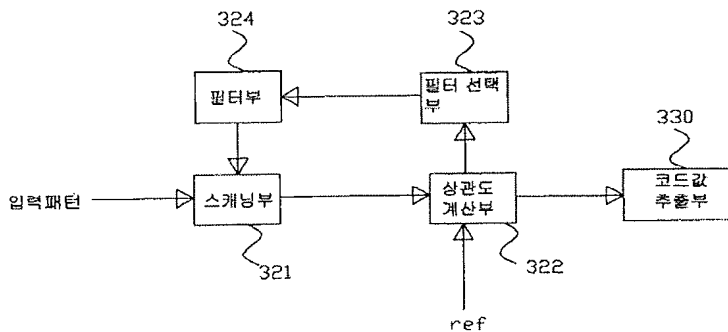 324
323
필터부
필터 선택
부
330
입력패턴
스캐닝부
상관도
계산부
코드값
추출부
321
322
ref